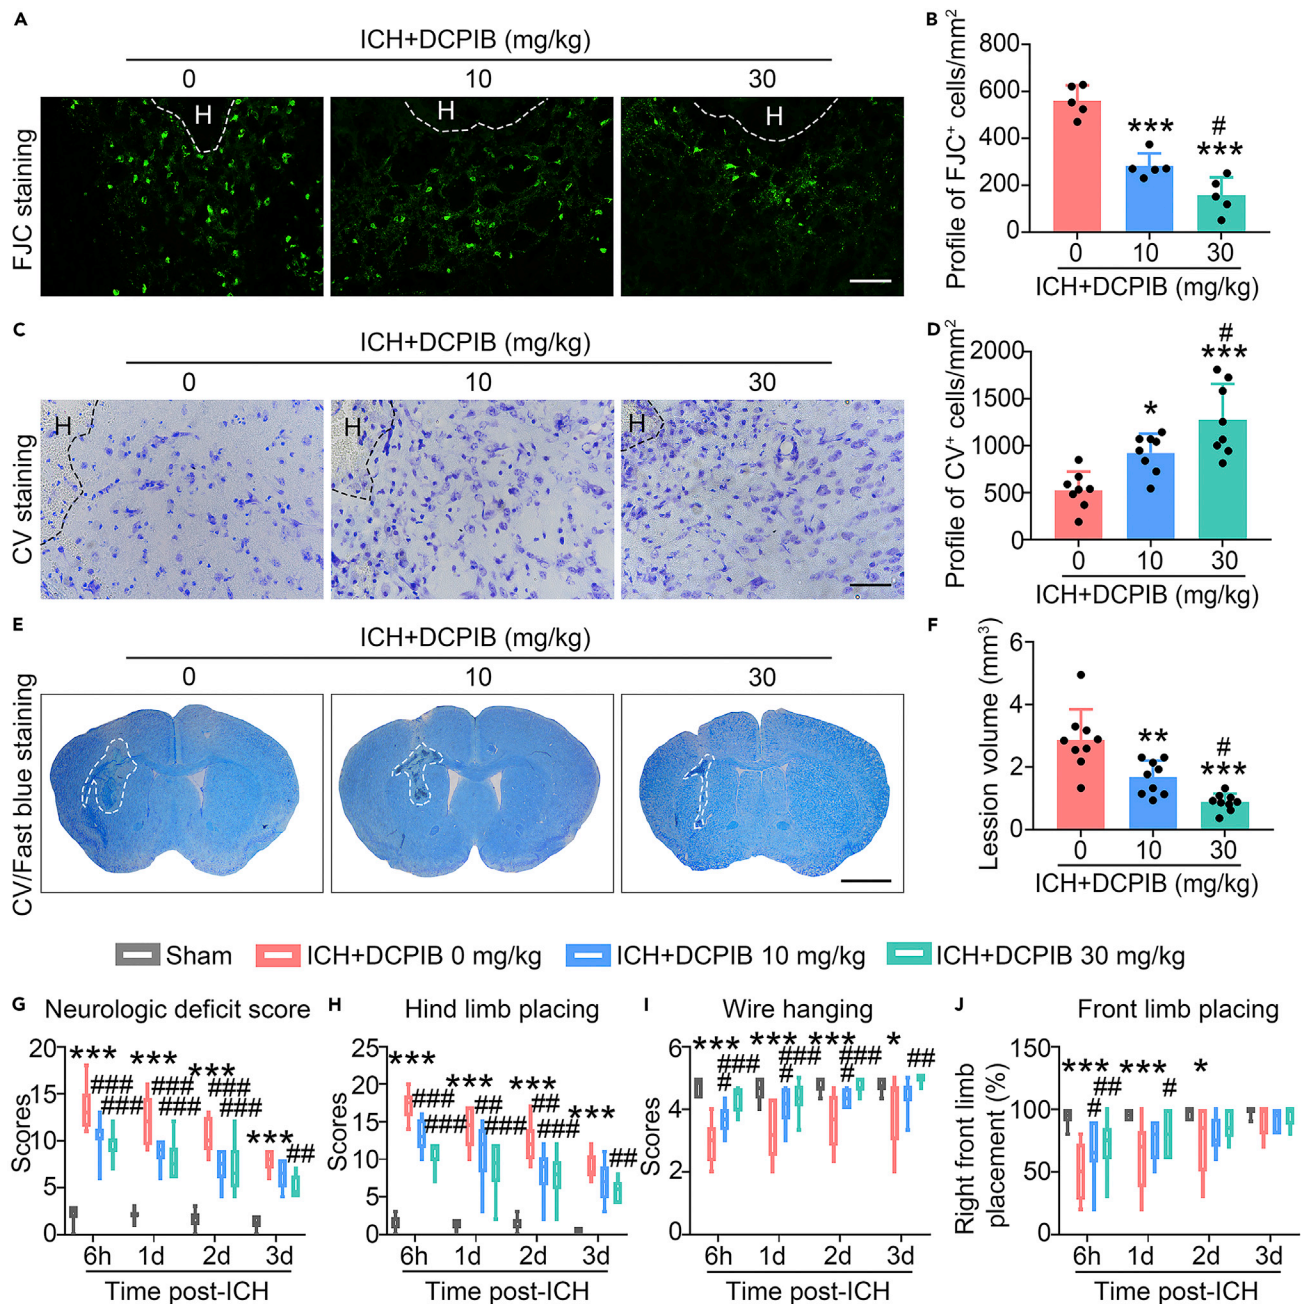 A
ICH+DCPIB (mg/kg)
0 10 30
H H H
FJC staining
B
Profile of FJC+ cells/mm2
800
600
400
200
0
***
#
***
0 10 30
ICH+DCPIB (mg/kg)
C
ICH+DCPIB (mg/kg)
0 10 30
H H H
CV staining
D
Profile of CV+ cells/mm2
2000
1500
1000
500
0
*
#
***
0 10 30
ICH+DCPIB (mg/kg)
E
ICH+DCPIB (mg/kg)
0 10 30
CV/Fast blue staining
F
Lession volume (mm3)
6
4
2
0
**
#
***
0 10 30
ICH+DCPIB (mg/kg)
Sham ICH+DCPIB 0 mg/kg ICH+DCPIB 10 mg/kg ICH+DCPIB 30 mg/kg
G Neurologic deficit score
Scores
20
15
10
5
0
*** *** *** ***
### ### ###
### ### ### ##
6h 1d 2d 3d
Time post-ICH
H Hind limb placing
Scores
25
20
15
10
5
0
*** *** *** ***
### ## ##
### ### ### ##
6h 1d 2d 3d
Time post-ICH
I Wire hanging
Scores
6
4
2
0
*** *** *** *
### ### ### ##
# # #
6h 1d 2d 3d
Time post-ICH
J Front limb placing
Right front limb
placement (%)
150
100
50
0
*** *** *
## #
#
6h 1d 2d 3d
Time post-ICH